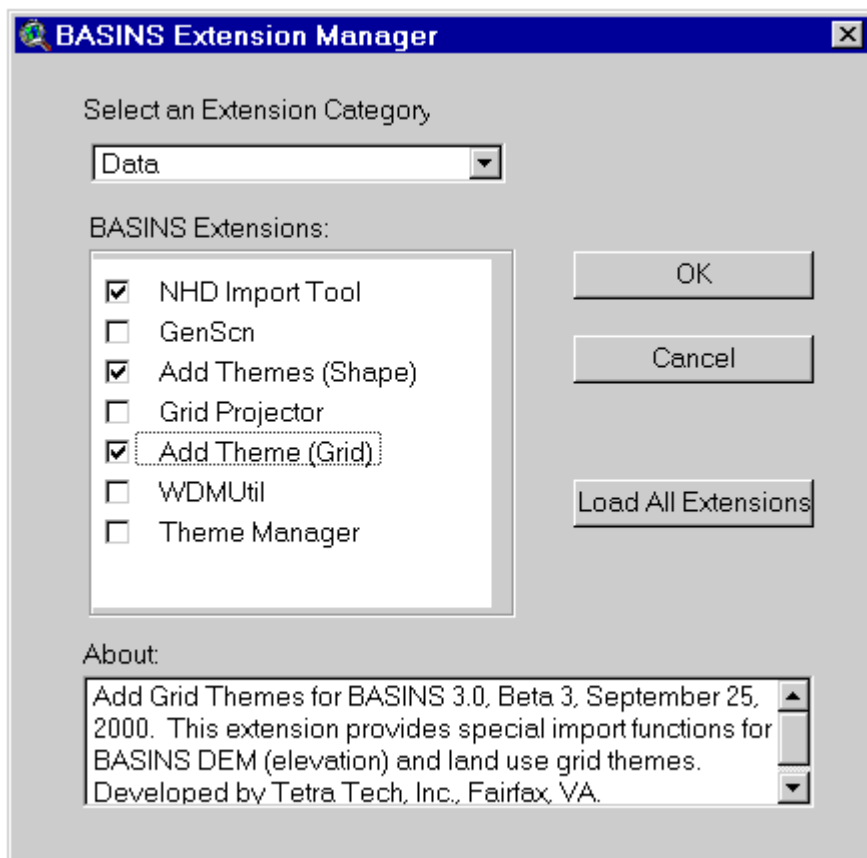 BASINS Extension Manager
Select an Extension Category
Data
BASINS Extensions:
NHD Import Tool
GenScn
Add Themes (Shape)
Grid Projector
Add Theme (Grid)
WDMUtil
Theme Manager
OK
Cancel
Load All Extensions
About:
Add Grid Themes for BASINS 3.0, Beta 3, September 25,
2000. This extension provides special import functions for
BASINS DEM (elevation) and land use grid themes.
Developed by Tetra Tech, Inc., Fairfax, VA.